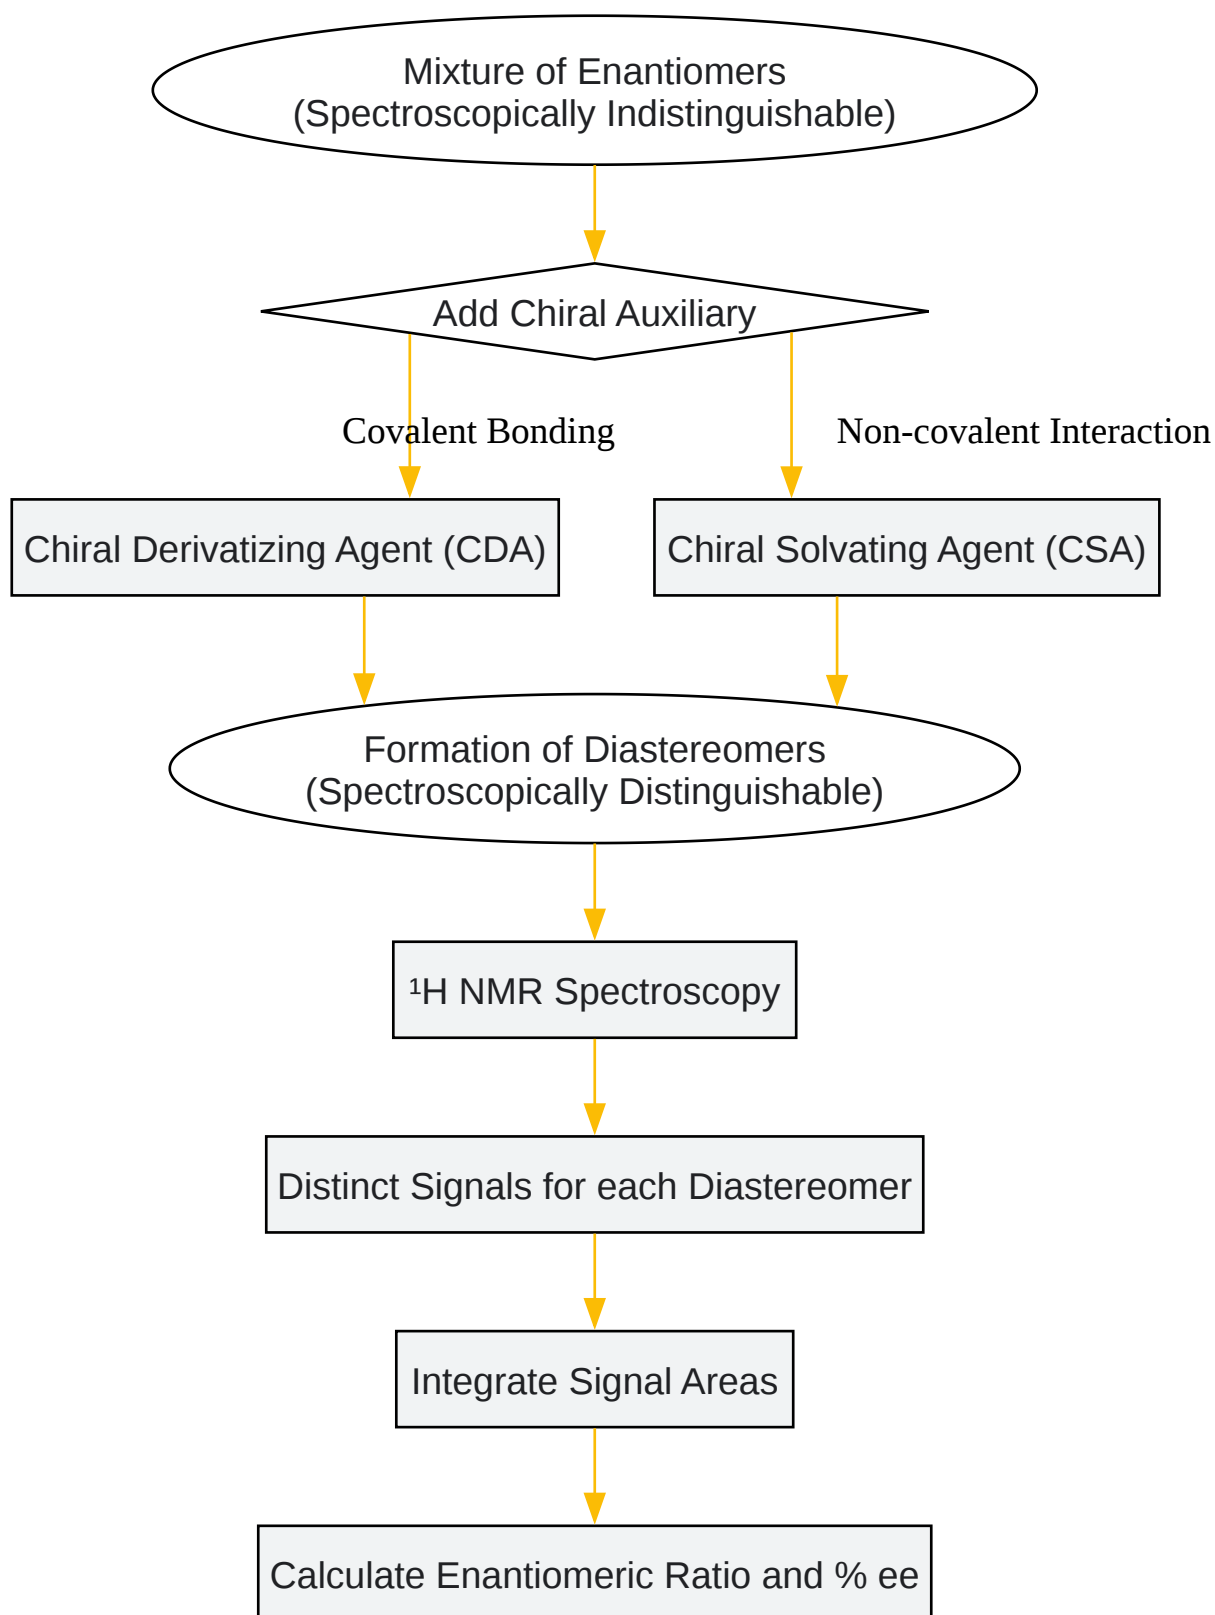 Mixture of Enantiomers
(Spectroscopically Indistinguishable)
Add Chiral Auxiliary
Covalent Bonding
Non-covalent Interaction
Chiral Derivatizing Agent (CDA)
Chiral Solvating Agent (CSA)
Formation of Diastereomers
(Spectroscopically Distinguishable)
¹H NMR Spectroscopy
Distinct Signals for each Diastereomer
Integrate Signal Areas
Calculate Enantiomeric Ratio and % ee